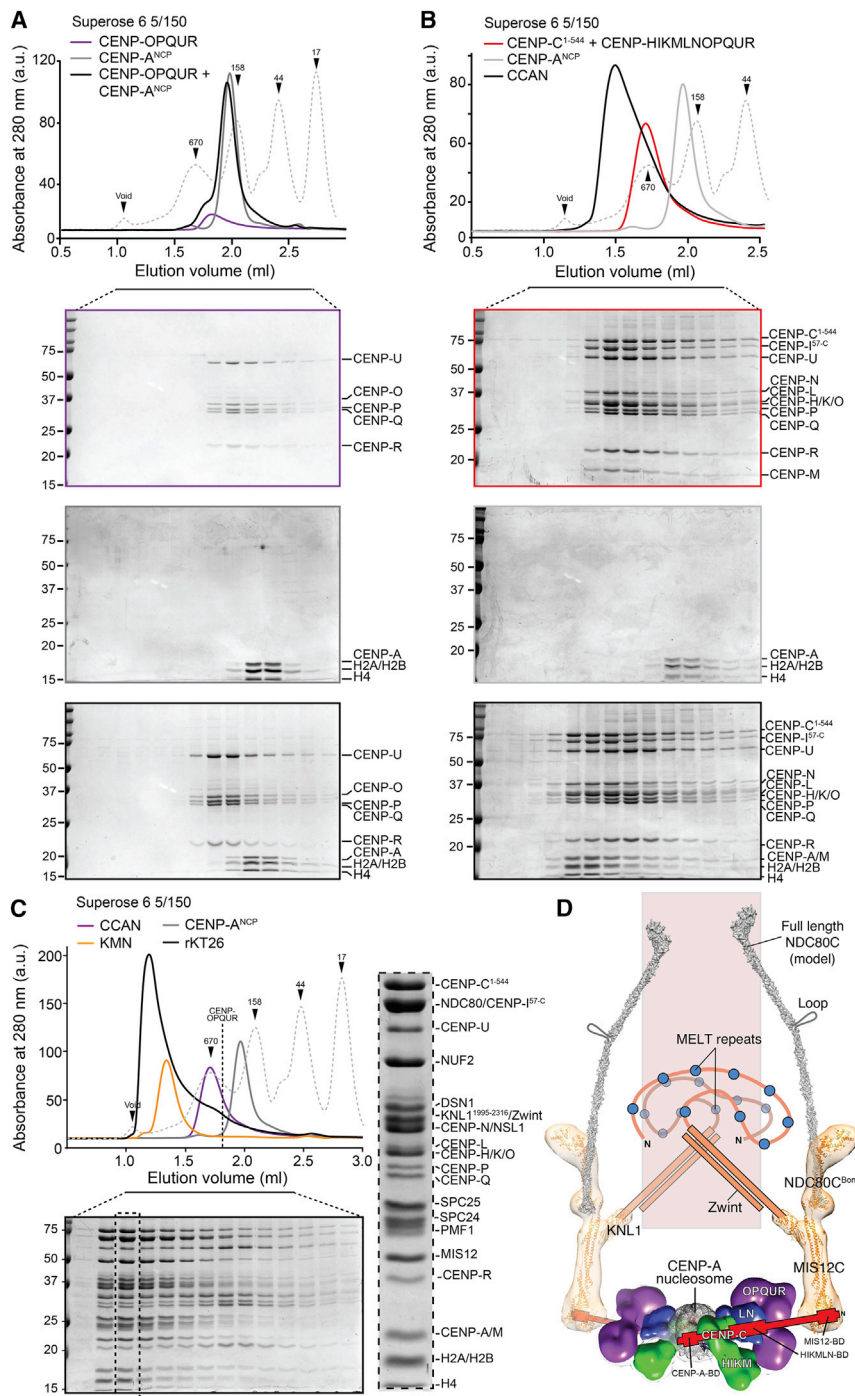 A
Superose 6 5/150
CENP-OPQUR
CENP-A^NCP
CENP-OPQUR +
CENP-A^NCP
Absorbance at 280 nm (a.u.)
120
80
40
0
Void
670
158
44
17
0.5 1.0 1.5 2.0 2.5
Elution volume (ml)
75
50
37
25
20
15
CENP-U
CENP-O
CENP-P
CENP-Q
CENP-R
75
50
37
25
20
15
CENP-A
H2A/H2B
H4
75
50
37
25
20
15
CENP-U
CENP-O
CENP-P
CENP-Q
CENP-R
CENP-A
H2A/H2B
H4
B
Superose 6 5/150
CENP-C^1-544 + CENP-HIKMLNOPQUR
CENP-A^NCP
CCAN
Absorbance at 280 nm (a.u.)
80
60
40
80
0
Void
670
158
44
0.5 1.0 1.5 2.0 2.5
Elution volume (ml)
75
50
37
25
20
CENP-C^1-544
CENP-I^57-C
CENP-U
CENP-N
CENP-L
CENP-H/K/O
CENP-P
CENP-Q
CENP-R
CENP-M
75
50
37
25
20
CENP-A
H2A/H2B
H4
75
50
37
25
20
CENP-C^1-544
CENP-I^57-C
CENP-U
CENP-N
CENP-L
CENP-H/K/O
CENP-P
CENP-Q
CENP-R
CENP-A/M
H2A/H2B
H4
C
Superose 6 5/150
CCAN
CENP-A^NCP
KMN
rKT26
Absorbance at 280 nm (a.u.)
200
150
100
50
0
Void
670
CENP-
OPQUR
158
44
17
1.0 1.5 2.0 2.5 3.0
Elution volume (ml)
75
50
37
25
20
15
CENP-C^1-544
NDC80/CENP-I^57-C
CENP-U
NUF2
DSN1
KNL1^1995-2316/Zwint
CENP-N/NSL1
CENP-L
CENP-H/K/O
CENP-P
CENP-Q
SPC25
SPC24
PMF1
MIS12
CENP-R
CENP-A/M
H2A/H2B
H4
D
Full length
NDC80C
(model)
Loop
MELT repeats
N
N
NDC80C^Bon
Zwint
KNL1
MIS12C
CENP-A
nucleosome
OPQUR
LN
N
CENP-C
MIS12-BD
HIKM
HIKMLN-BD
CENP-A-BD